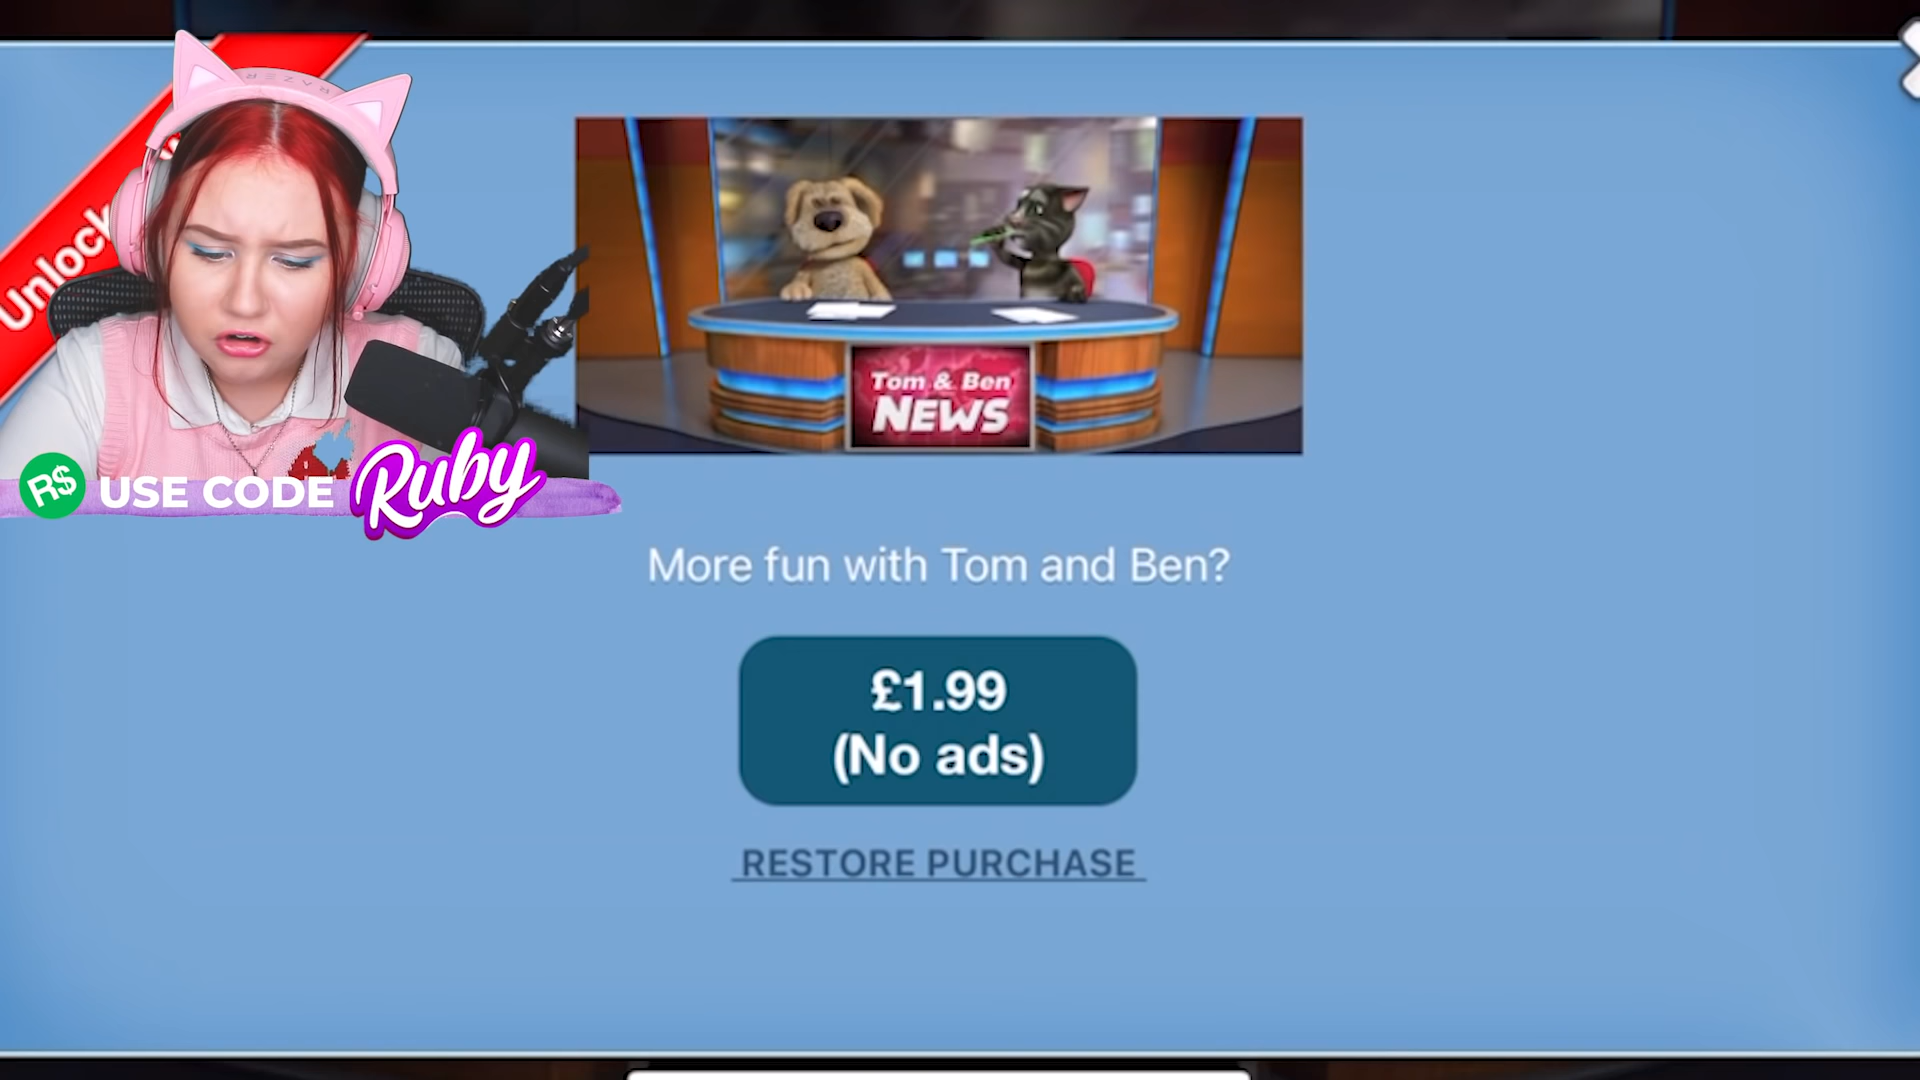 RAZER
Unlock
R$ USE CODE Ruby
Tom & Ben
NEWS
More fun with Tom and Ben?
£1.99
(No ads)
RESTORE PURCHASE